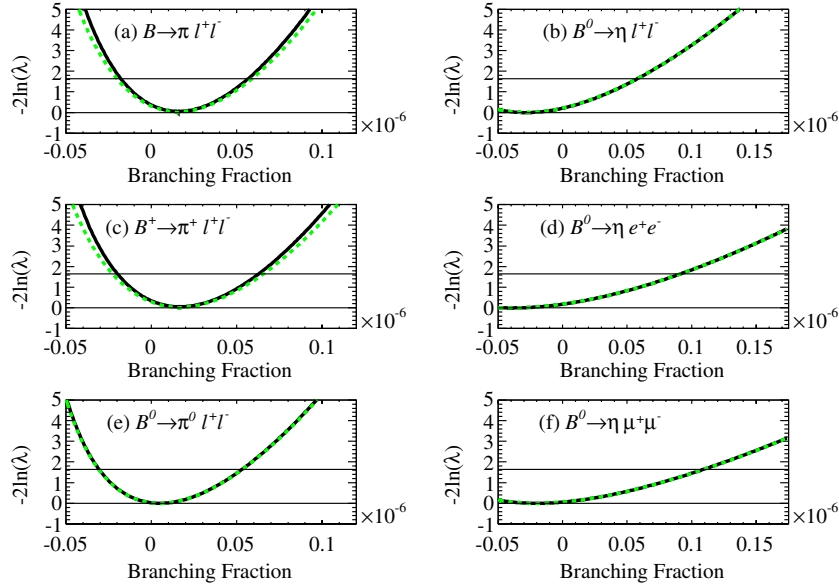 5
4
3
2
1
0
-1
-2ln(λ)
(a) B→π l⁺l⁻
-0.05 0 0.05 0.1
×10⁻⁶
Branching Fraction
5
4
3
2
1
0
-1
-2ln(λ)
(b) B⁰→η l⁺l⁻
-0.05 0 0.05 0.1 0.15
×10⁻⁶
Branching Fraction
5
4
3
2
1
0
-1
-2ln(λ)
(c) B⁺→π⁺ l⁺l⁻
-0.05 0 0.05 0.1
×10⁻⁶
Branching Fraction
5
4
3
2
1
0
-1
-2ln(λ)
(d) B⁰→η e⁺e⁻
-0.05 0 0.05 0.1 0.15
×10⁻⁶
Branching Fraction
5
4
3
2
1
0
-1
-2ln(λ)
(e) B⁰→π⁰ l⁺l⁻
-0.05 0 0.05 0.1
×10⁻⁶
Branching Fraction
5
4
3
2
1
0
-1
-2ln(λ)
(f) B⁰→η μ⁺μ⁻
-0.05 0 0.05 0.1 0.15
×10⁻⁶
Branching Fraction